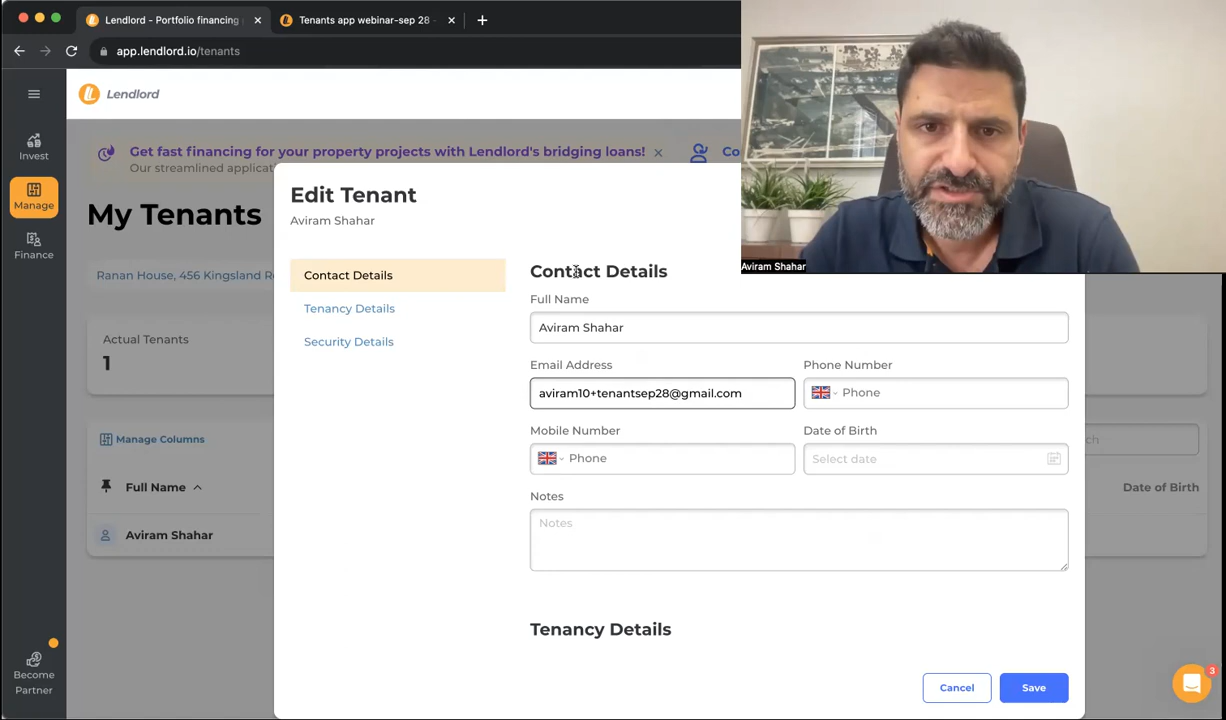 Lendlord - Portfolio financing
Tenants app webinar-sep 28 -
app.lendlord.io/tenants
Lendlord
Invest
Manage
Finance
Become
Partner
Get fast financing for your property projects with Lendlord's bridging loans!
Our streamlined applicat
Co
My Tenants
Ranan House, 456 Kingsland R
Actual Tenants
1
Manage Columns
ch
Full Name
Date of Birth
Aviram Shahar
Edit Tenant
Aviram Shahar
Contact Details
Tenancy Details
Security Details
Contact Details
Full Name
Aviram Shahar
Email Address
Phone Number
aviram10+tenantsep28@gmail.com
Phone
Mobile Number
Date of Birth
Phone
Select date
Notes
Notes
Tenancy Details
Cancel
Save
3
Aviram Shahar